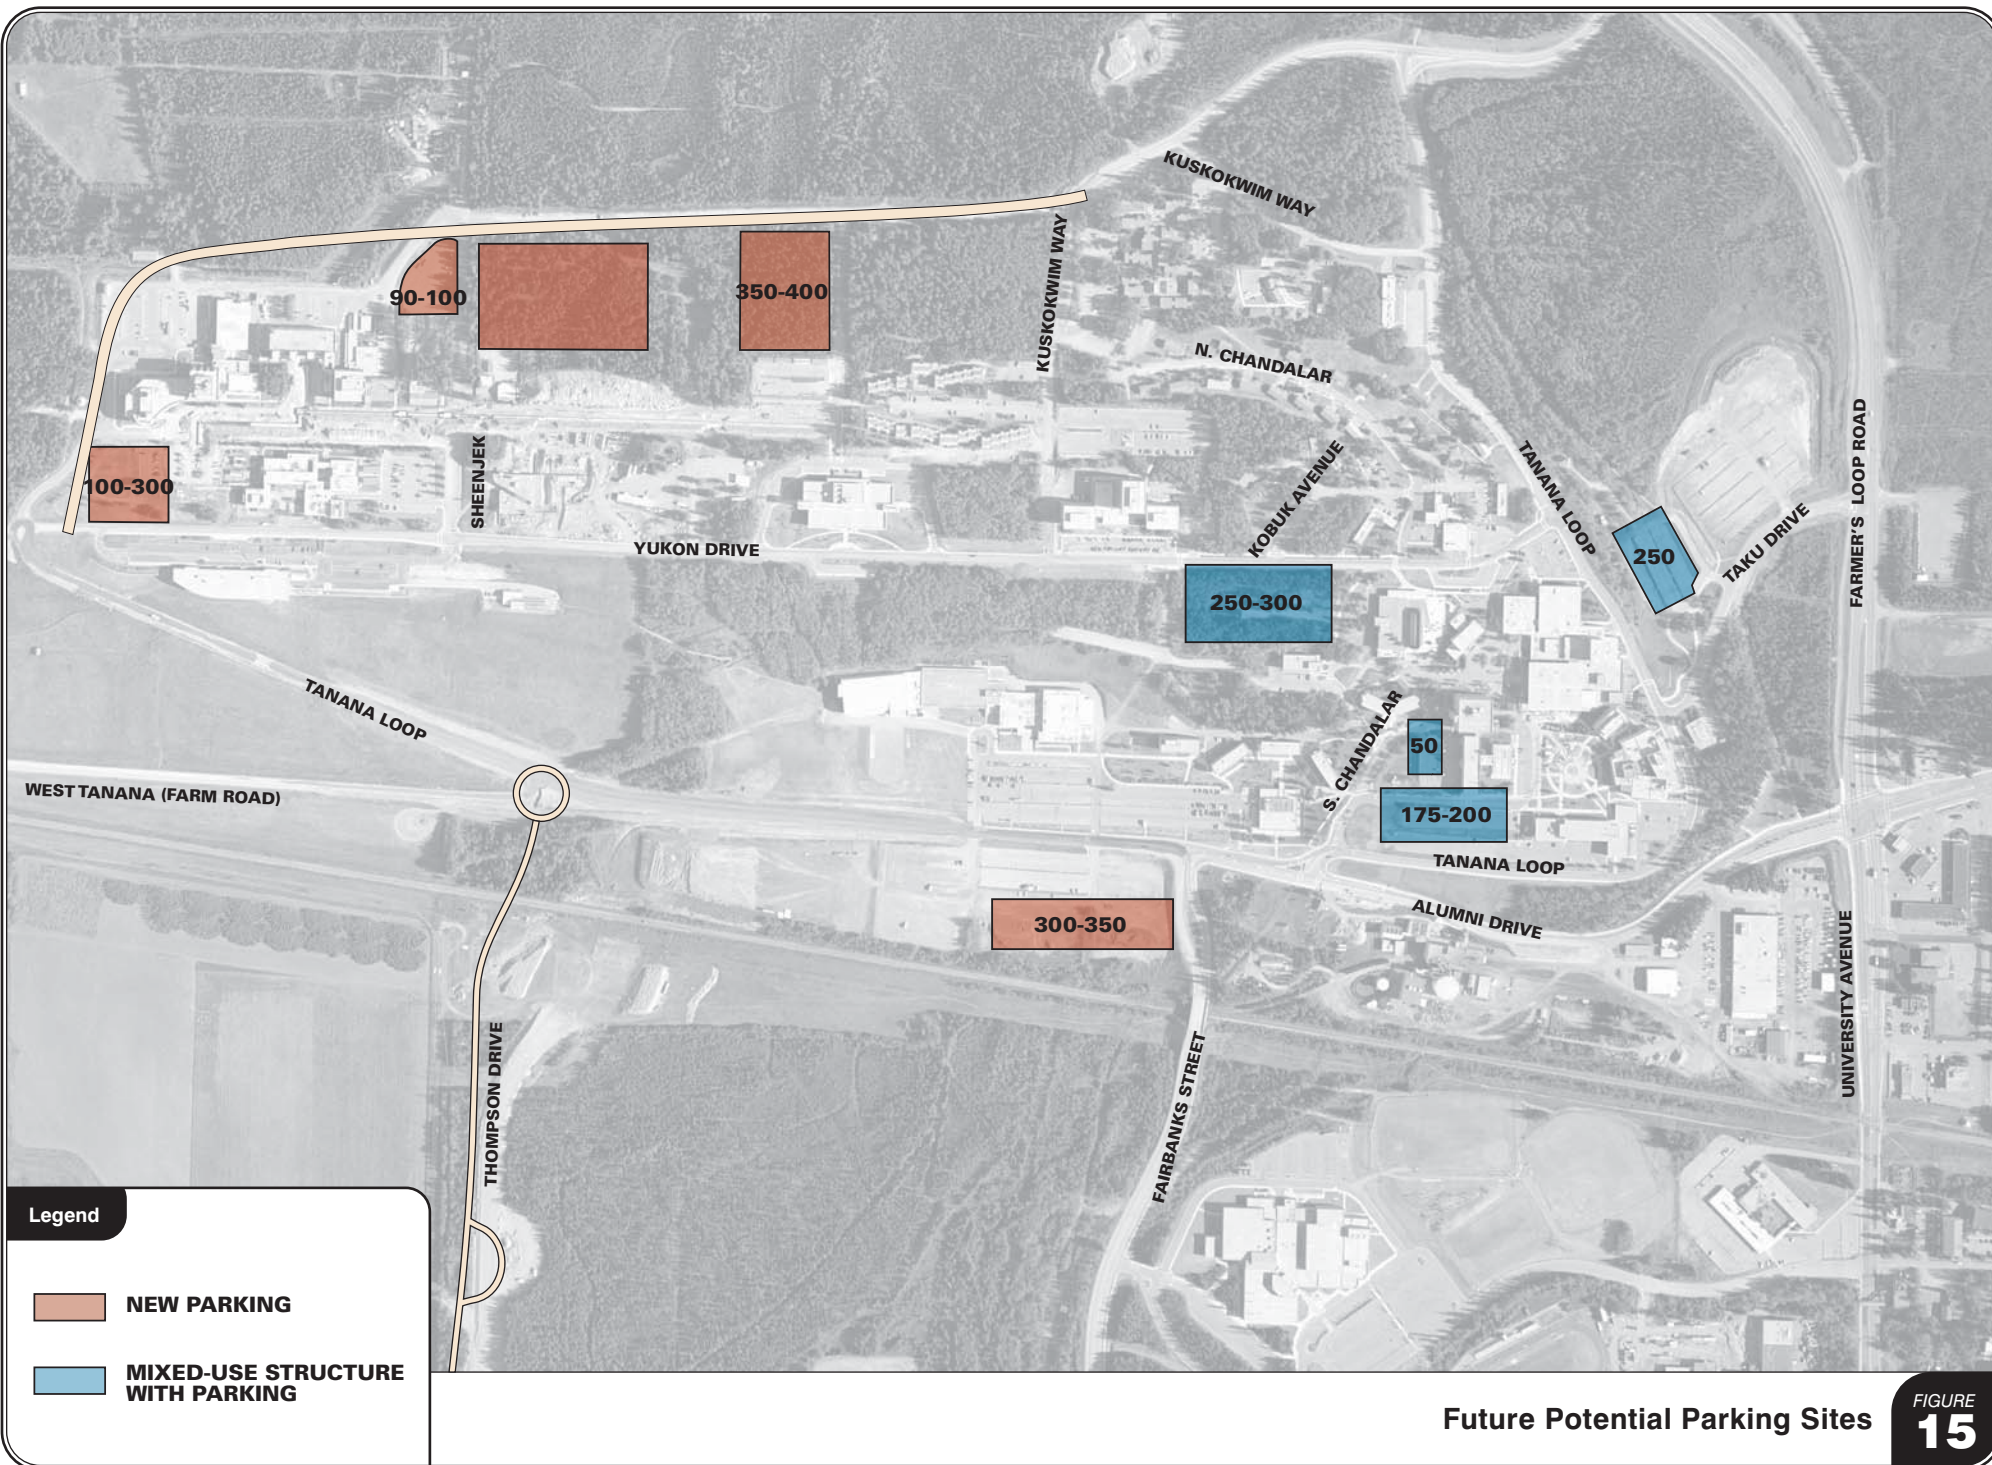 KUSKOKWIM WAY
KUSKOKWIM WAY
90-100
350-400
N. CHANDALAR
100-300
SHEENJEK
YUKON DRIVE
KOBUK AVENUE
TANANA LOOP
250
TAKU DRIVE
FARMER'S LOOP ROAD
250-300
TANANA LOOP
S. CHANDALAR
50
175-200
WEST TANANA (FARM ROAD)
TANANA LOOP
300-350
ALUMNI DRIVE
UNIVERSITY AVENUE
THOMPSON DRIVE
FAIRBANKS STREET
Legend
NEW PARKING
MIXED-USE STRUCTURE
WITH PARKING
Future Potential Parking Sites
FIGURE
15